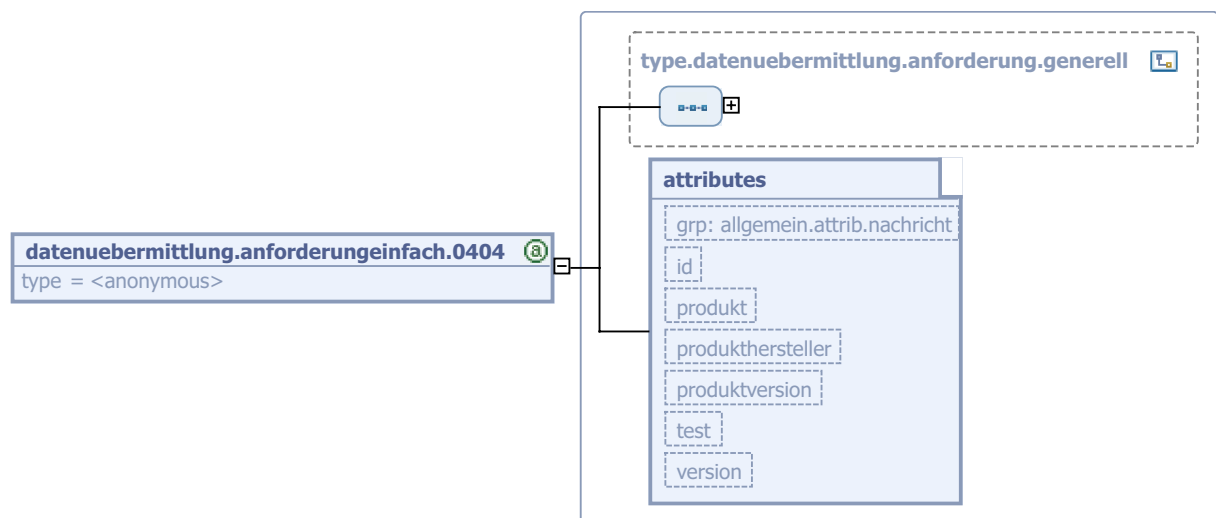 type.datenuebermittlung.anforderung.generell
attributes
grp: allgemein.attrib.nachricht
datenuebermittlung.anforderungeinfach.0404 @
type = <anonymous>
id
produkt
produkthersteller
produktversion
test
version